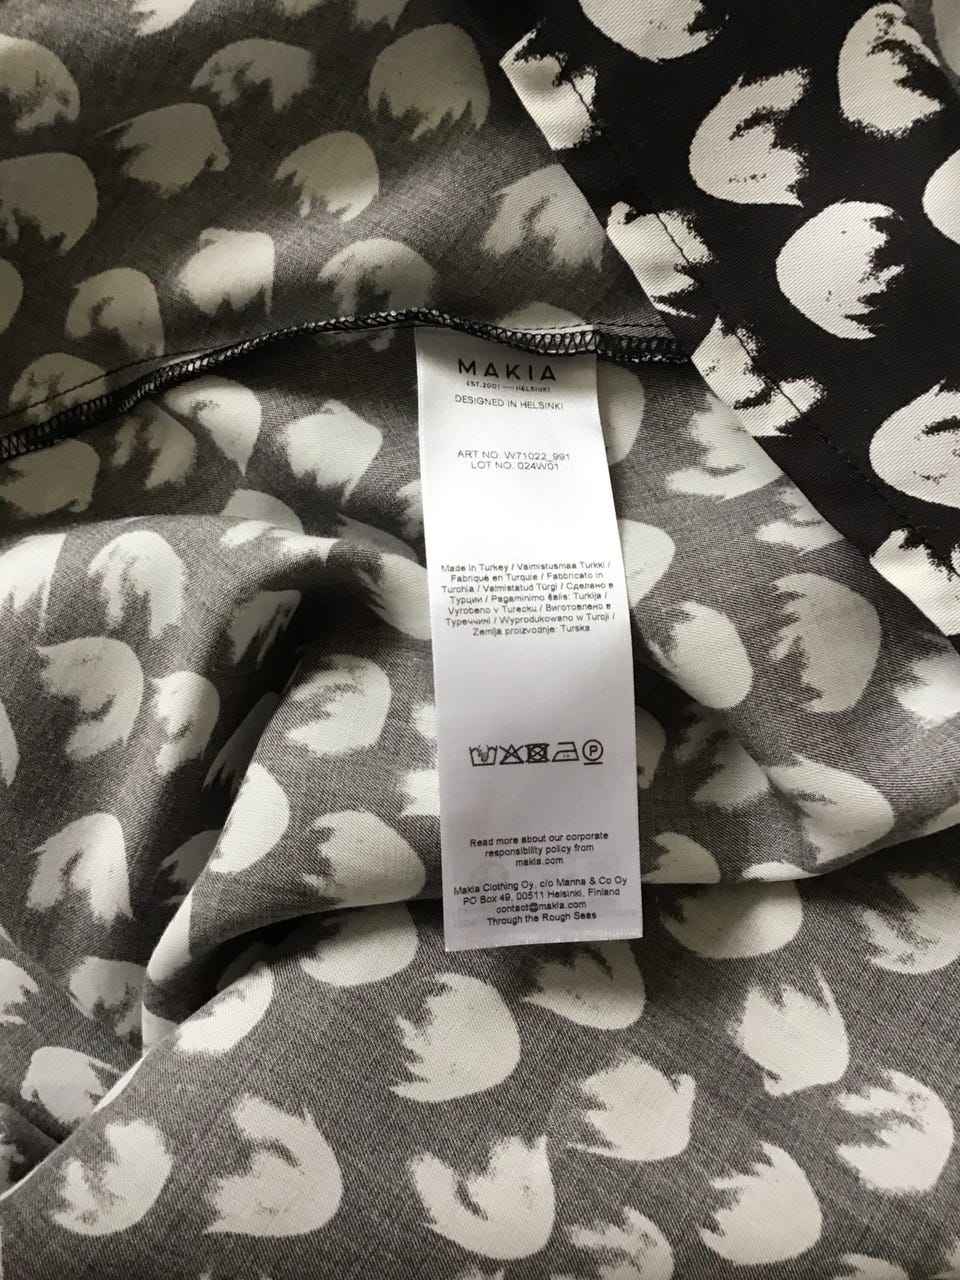 MAKIA
EST.2001 — HELSINKI
DESIGNED IN HELSINKI
ART NO. W71022_991
LOT NO. 024W01
Made in Turkey / Valmistusmaa Turkki /
Fabriqué en Turquie / Fabbricato in
Turchia / Valmistatud Türgi / Сделано в
Турции / Pagaminimo šalis: Turkija /
Vyrobeno v Turecku / Виготовлено в
Туреччині / Wyprodukowano w Turcji /
Zemlja proizvodnje: Turska
P
Read more about our corporate
responsibility policy from
makia.com
Makia Clothing Oy, c/o Manna & Co Oy
PO Box 49, 00511 Helsinki, Finland
contact@makia.com
Through the Rough Seas